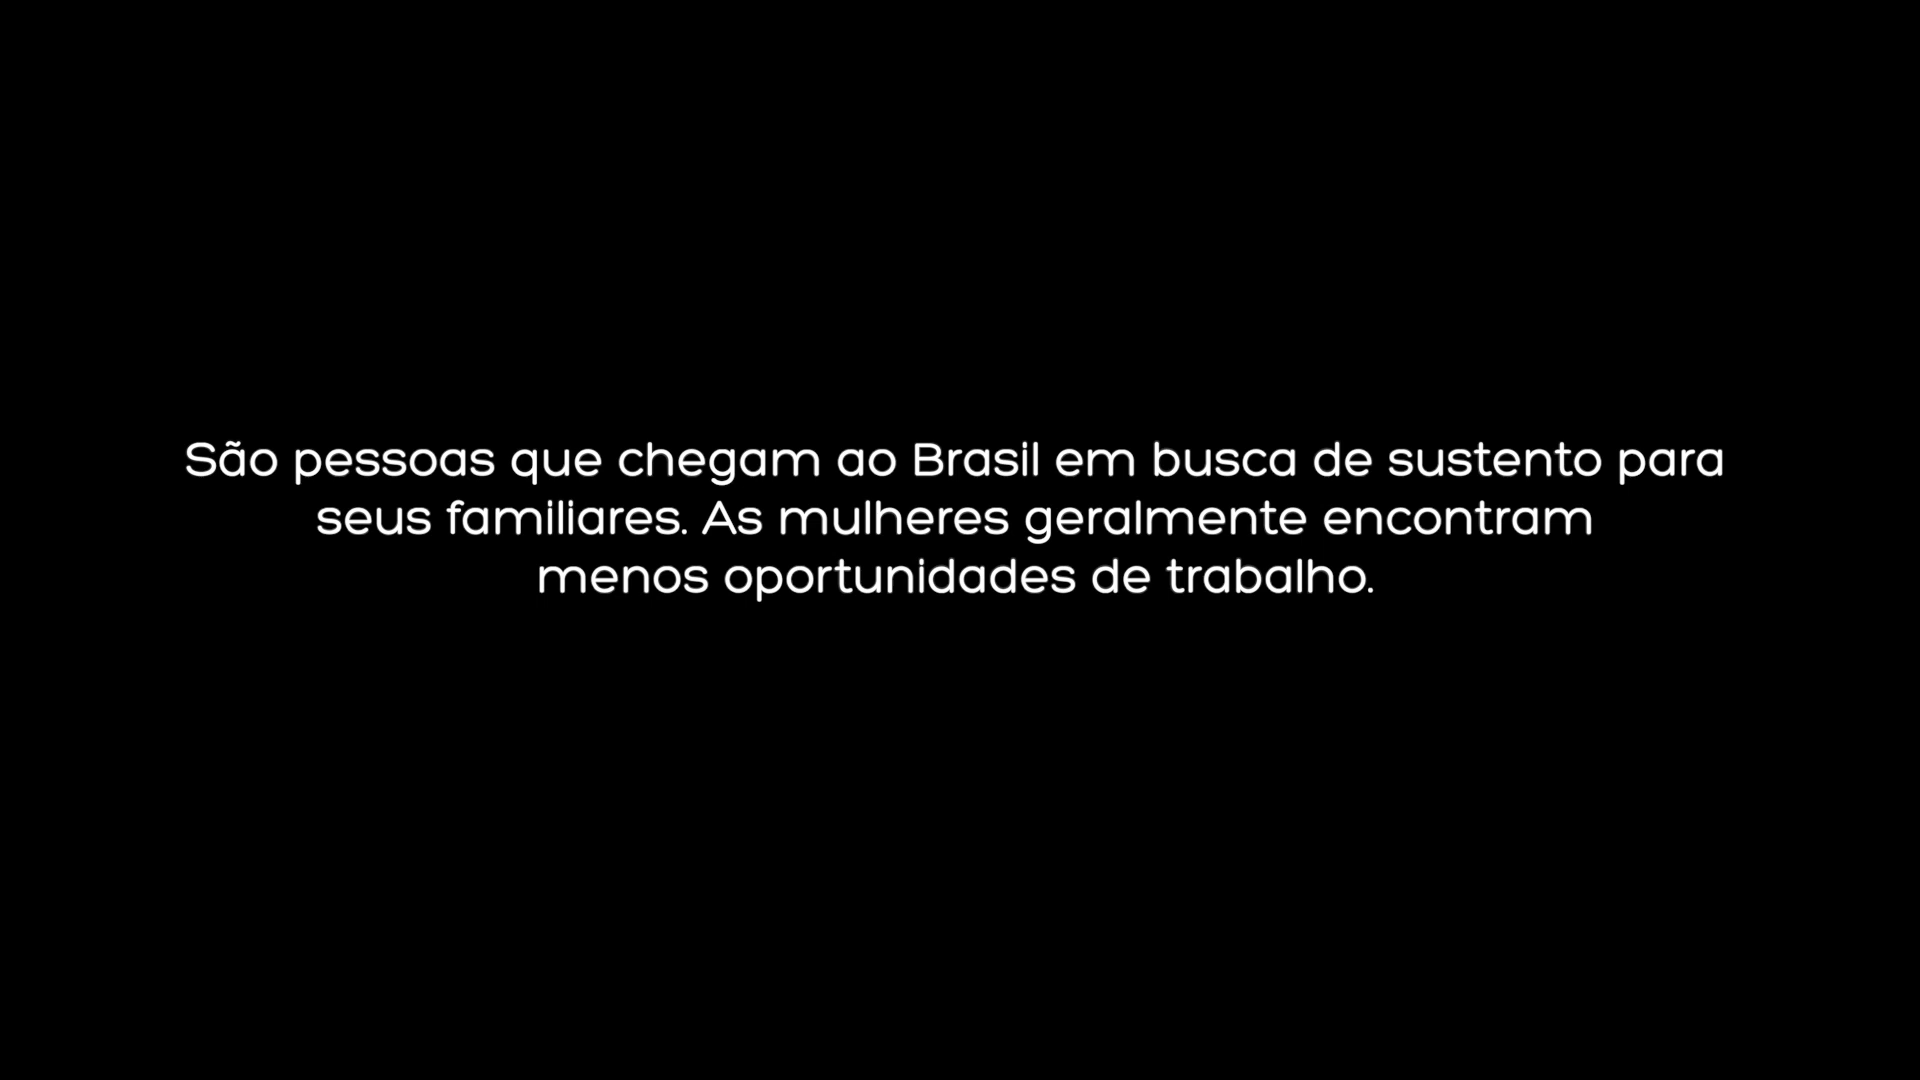 São pessoas que chegam ao Brasil em busca de sustento para
seus familiares. As mulheres geralmente encontram
menos oportunidades de trabalho.